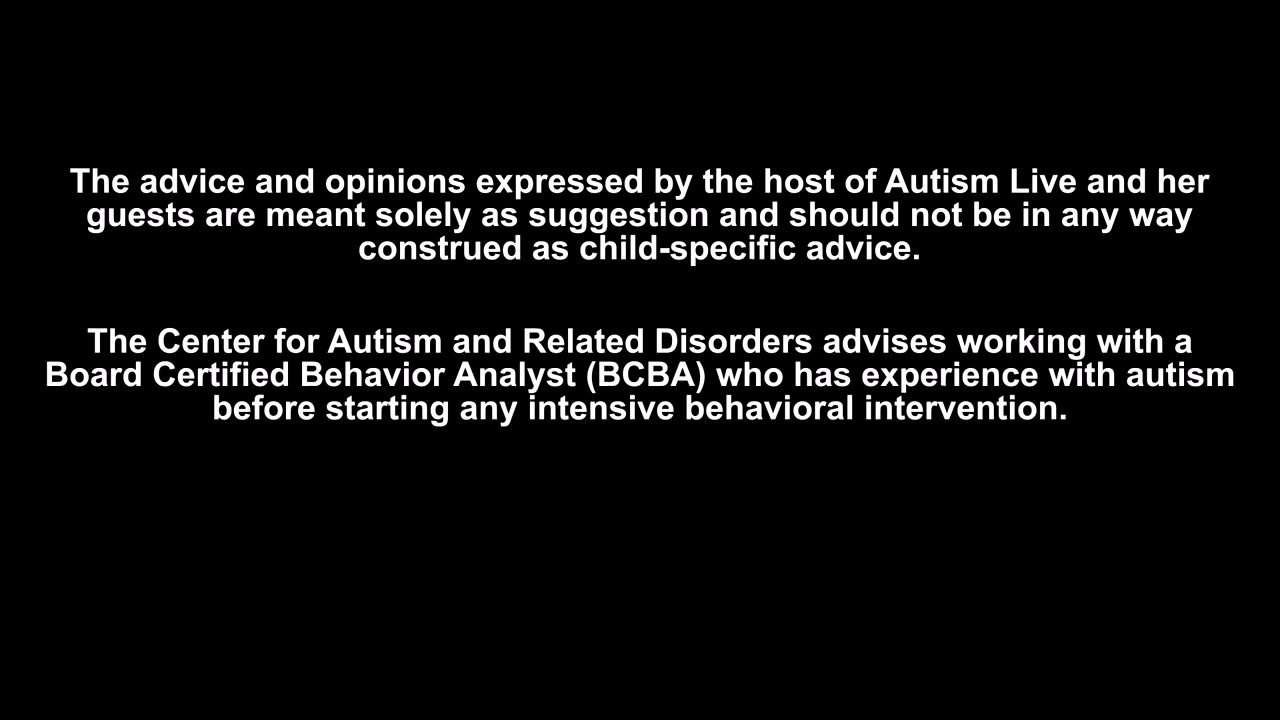 The advice and opinions expressed by the host of Autism Live and her
guests are meant solely as suggestion and should not be in any way
construed as child-specific advice.
The Center for Autism and Related Disorders advises working with a
Board Certified Behavior Analyst (BCBA) who has experience with autism
before starting any intensive behavioral intervention.